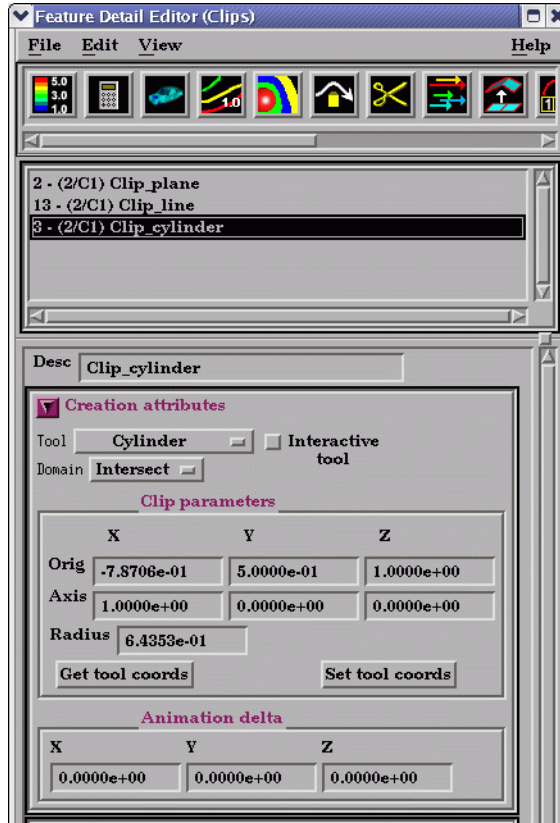 Feature Detail Editor (Clips)
File Edit View Help
5.0
3.0
1.0
1.0
1
2 - (2/C1) Clip_plane
13 - (2/C1) Clip_line
3 - (2/C1) Clip_cylinder
Desc Clip_cylinder
Creation attributes
Tool Cylinder Interactive
tool
Domain Intersect
Clip parameters
X Y Z
Orig -7.8706e-01 5.0000e-01 1.0000e+00
Axis 1.0000e+00 0.0000e+00 0.0000e+00
Radius 6.4353e-01
Get tool coords Set tool coords
Animation delta
X Y Z
0.0000e+00 0.0000e+00 0.0000e+00